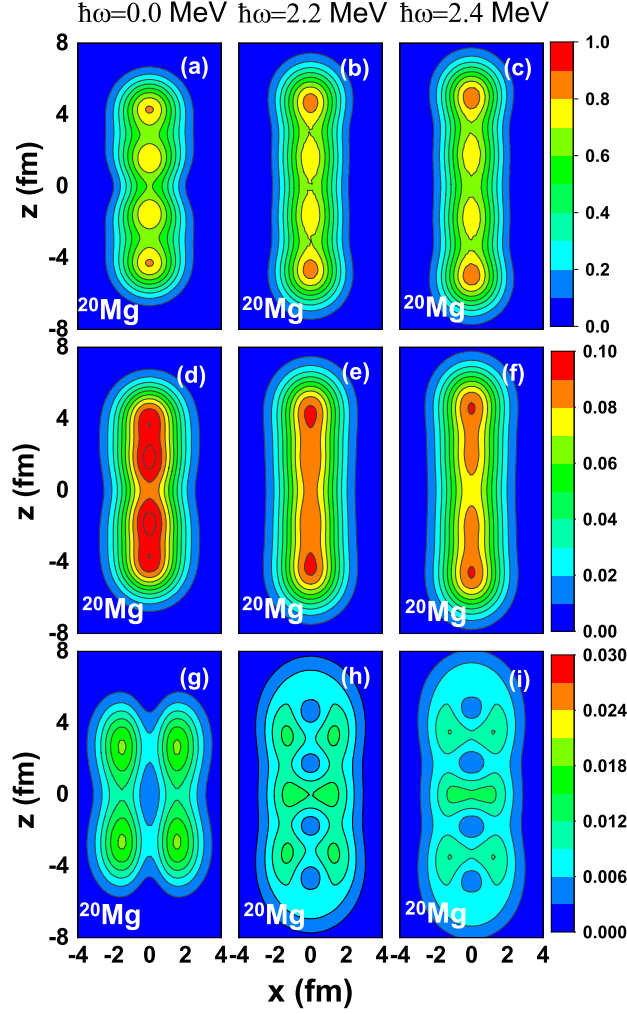 ħω=0.0 MeV ħω=2.2 MeV ħω=2.4 MeV
8 (a) (b) (c) 1.0
4 0.8
z (fm) 0 0.6
0.4
-4 0.2
20Mg 20Mg 20Mg 0.0
-8
8 (d) (e) (f) 0.10
4 0.08
z (fm) 0 0.06
0.04
-4 0.02
20Mg 20Mg 20Mg 0.00
-8
8 (g) (h) (i) 0.030
4 0.024
0.018
z (fm) 0 0.012
-4 0.006
20Mg 20Mg 20Mg 0.000
-8
-4 -2 0 2 4 -2 0 2 4 -2 0 2 4
x (fm)